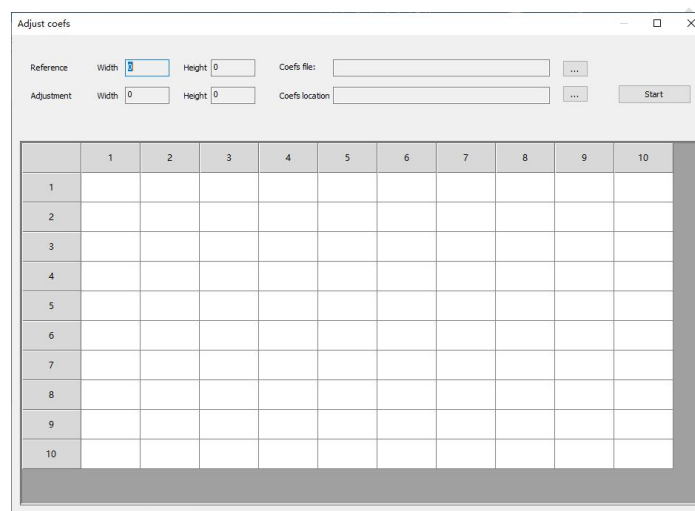 Adjust coefs
Reference Width 0 Height 0 Coefs file: ...
Adjustment Width 0 Height 0 Coefs location ... Start
1 2 3 4 5 6 7 8 9 10
1
2
3
4
5
6
7
8
9
10